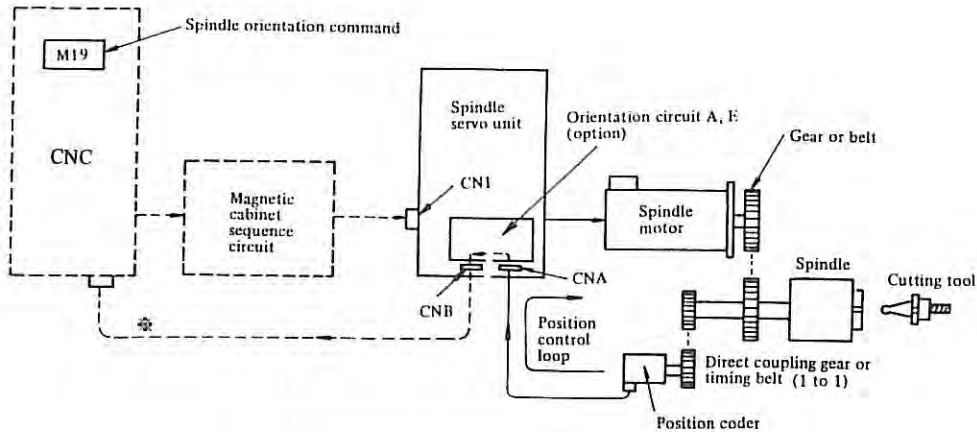 Spindle orientation command
M19
CNC
Magnetic
cabinet
sequence
circuit
Spindle
servo unit
CN1
Orientation circuit A, E
(option)
CNB
CNA
Position
control
loop
Spindle
motor
Gear or belt
Spindle
Cutting tool
Direct coupling gear or
timing belt (1 to 1)
Position coder